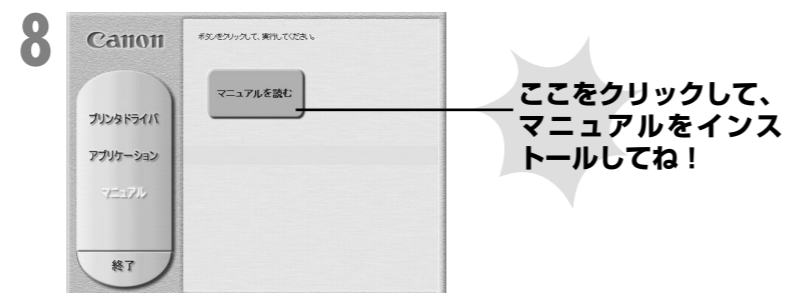 8
Canon
ボタンをクリックして、実行してください。
マニュアルを読む
プリンタドライバ
アプリケーション
マニュアル
終了
ここをクリックして、
マニュアルをインス
トールしてね！